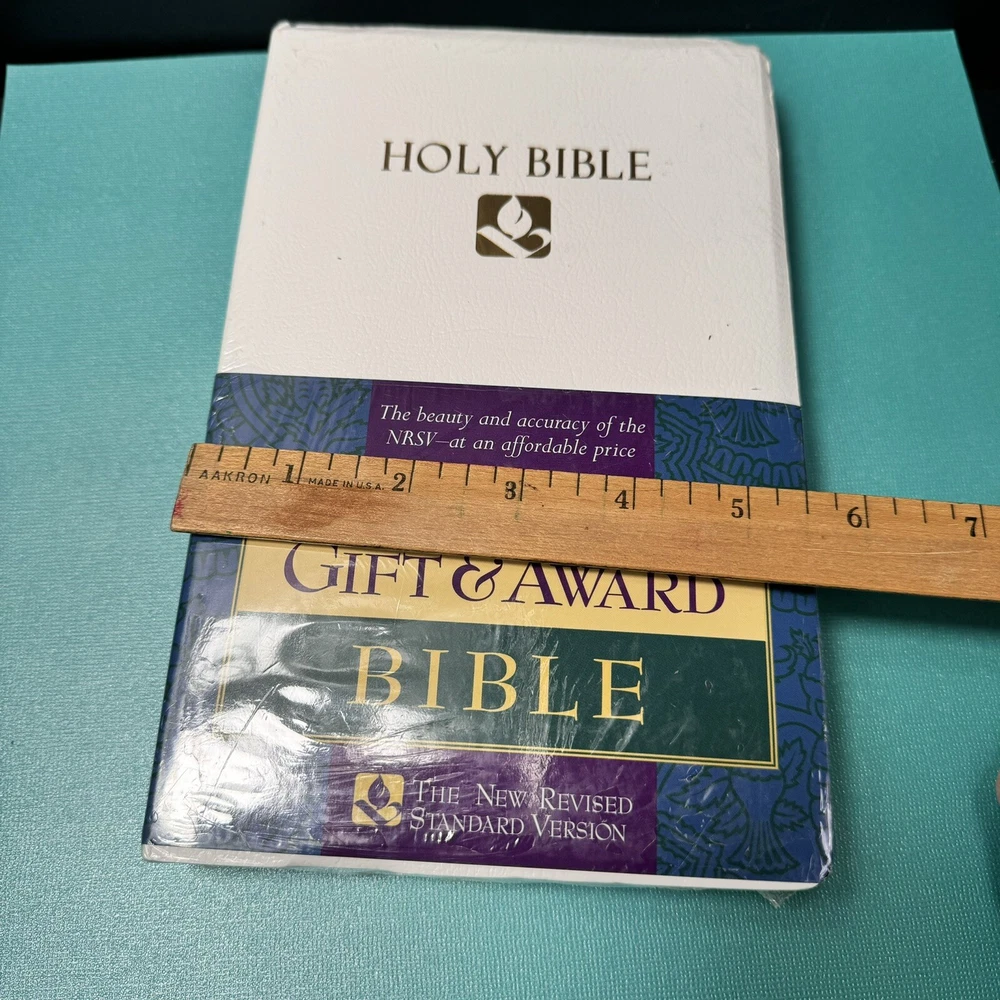 HOLY BIBLE
The beauty and accuracy of the
NRSV—at an affordable price
AAKRON 1 MADE IN U.S.A. 2 3 4 5 6 7
GIFT & AWARD
BIBLE
THE NEW REVISED
STANDARD VERSION